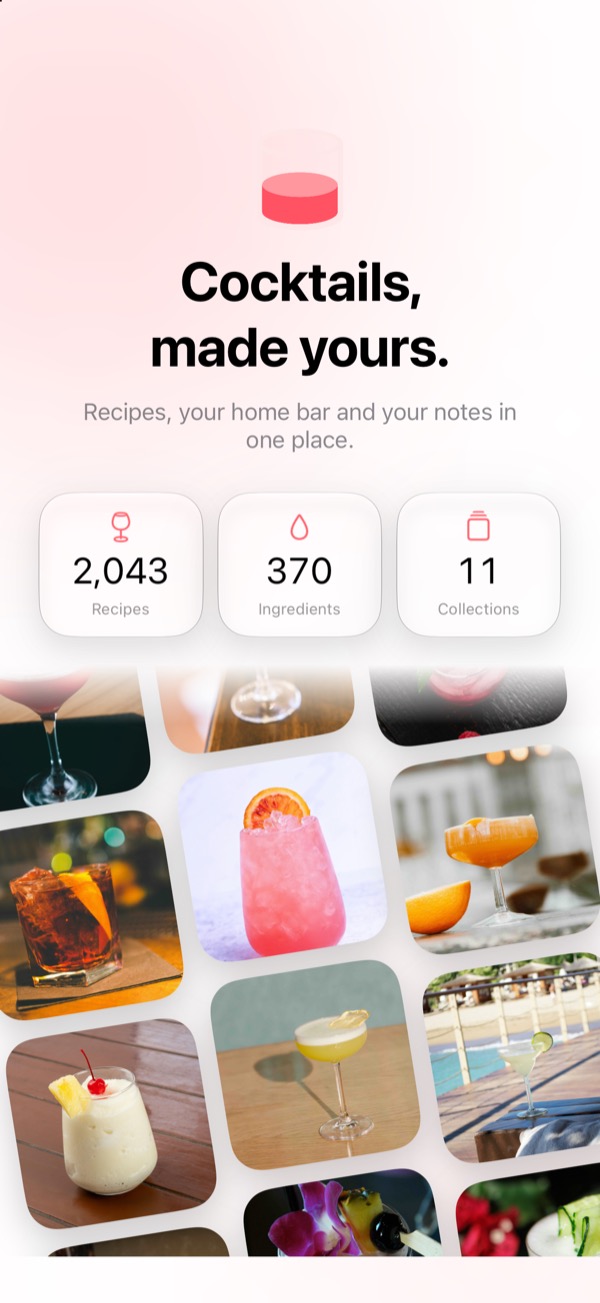 Cocktails,
made yours.
Recipes, your home bar and your notes in
one place.
2,043
Recipes
370
Ingredients
11
Collections